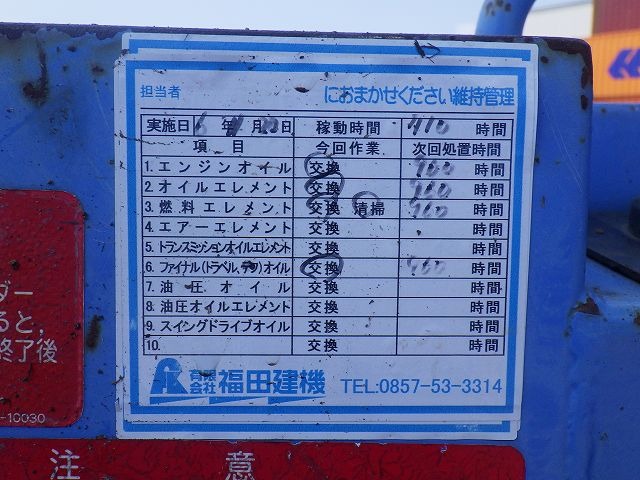 担当者 におまかせください維持管理
実施日 6年 月 日 稼動時間 410 時間
項目 今回作業 次回処置時間
1. エンジンオイル 交換 760 時間
2. オイルエレメント 交換 760 時間
3. 燃料エレメント 交換 清掃 760 時間
4. エアーエレメント 交換 時間
5. トランスミッションオイルエレメント 交換 時間
6. ファイナル(トラベル, ) オイル 交換 時間
7. 油圧オイル 交換 時間
8. 油圧オイルエレメント 交換 時間
9. スイングドライブオイル 交換 時間
10. 交換 時間
有限会社 福田建機 TEL:0857-53-3314
ダー
ると,
終了後
-10030
注意